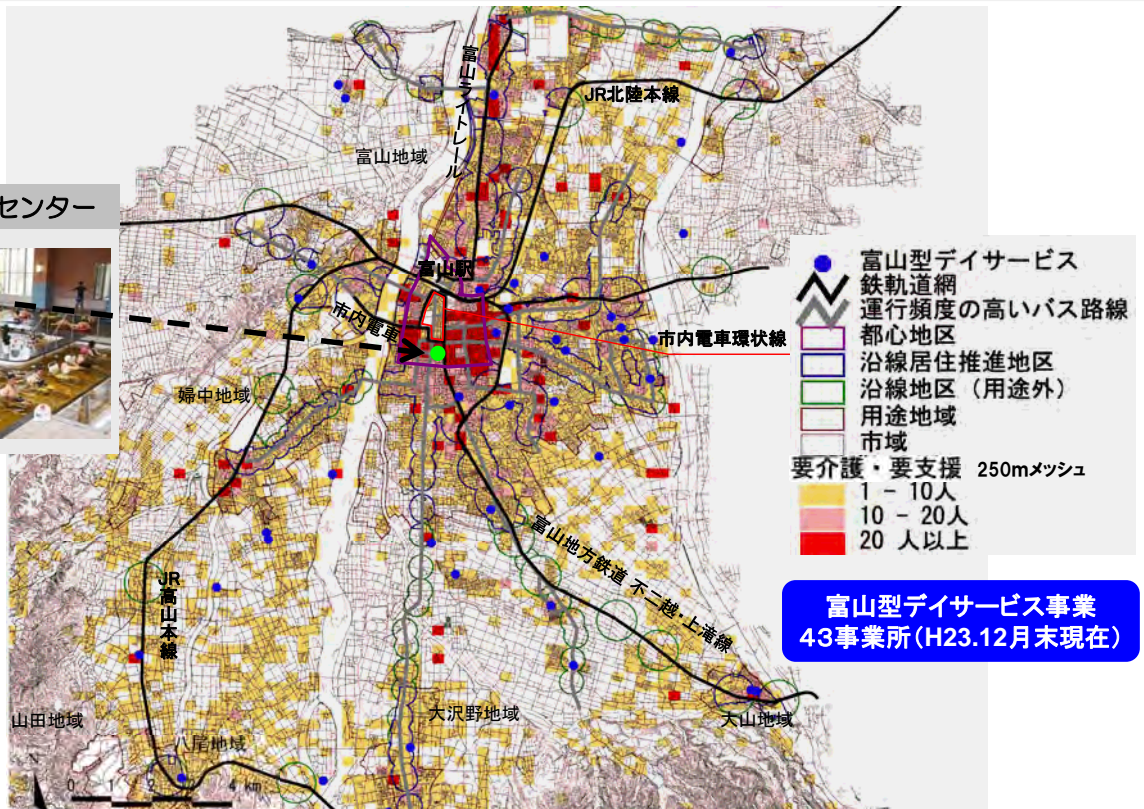 富山ライトレール
JR北陸本線
富山地域
センター
富山駅
市内電車
市内電車環状線
婦中地域
富山型デイサービス
鉄軌道網
運行頻度の高いバス路線
都心地区
沿線居住推進地区
沿線地区（用途外）
用途地域
市域
要介護・要支援 250mメッシュ
1 - 10人
10 - 20人
20 人以上
富山地方鉄道 不二越・上滝線
JR高山本線
富山型デイサービス事業
43事業所（H23.12月末現在）
山田地域
大沢野地域
大山地域
八尾地域
N
0 1 2 4 km